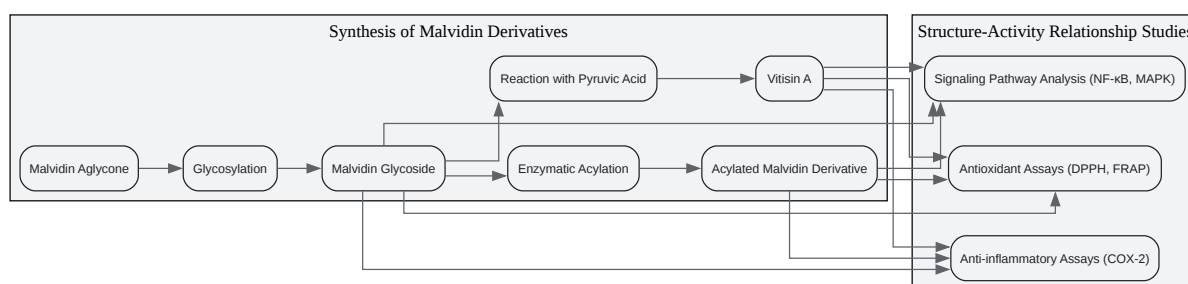 Synthesis of Malvidin Derivatives
Structure-Activity Relationship Studies
Reaction with Pyruvic Acid
Vitisin A
Signaling Pathway Analysis (NF-κB, MAPK)
Malvidin Aglycone
Glycosylation
Malvidin Glycoside
Enzymatic Acylation
Acylated Malvidin Derivative
Antioxidant Assays (DPPH, FRAP)
Anti-inflammatory Assays (COX-2)